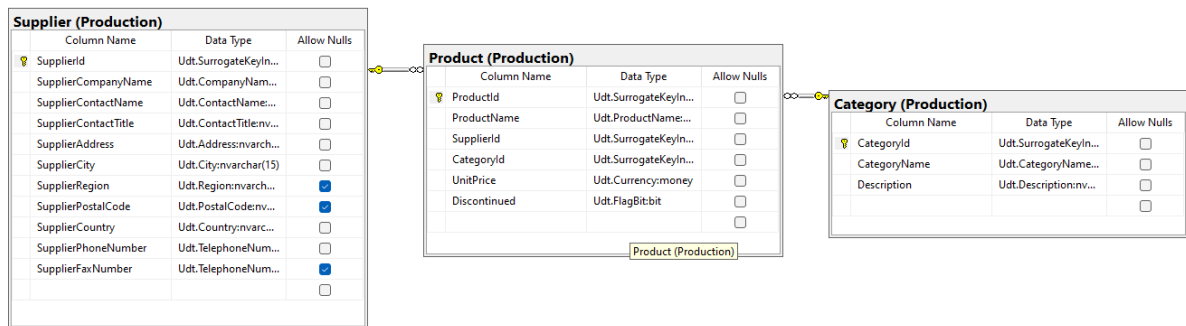 Supplier (Production)
Column Name Data Type Allow Nulls
SupplierId Udt.SurrogateKeyIn...
SupplierCompanyName Udt.CompanyNam...
SupplierContactName Udt.ContactName:...
SupplierContactTitle Udt.ContactTitle:nv...
SupplierAddress Udt.Address:nvarch...
SupplierCity Udt.City:nvarchar(15)
SupplierRegion Udt.Region:nvarch...
SupplierPostalCode Udt.PostalCode:nv...
SupplierCountry Udt.Country:nvarc...
SupplierPhoneNumber Udt.TelephoneNum...
SupplierFaxNumber Udt.TelephoneNum...
Product (Production)
Column Name Data Type Allow Nulls
ProductId Udt.SurrogateKeyIn...
ProductName Udt.ProductName:...
SupplierId Udt.SurrogateKeyIn...
CategoryId Udt.SurrogateKeyIn...
UnitPrice Udt.Currency:money
Discontinued Udt.FlagBit:bit
Product (Production)
Category (Production)
Column Name Data Type Allow Nulls
CategoryId Udt.SurrogateKeyIn...
CategoryName Udt.CategoryName...
Description Udt.Description:nv...